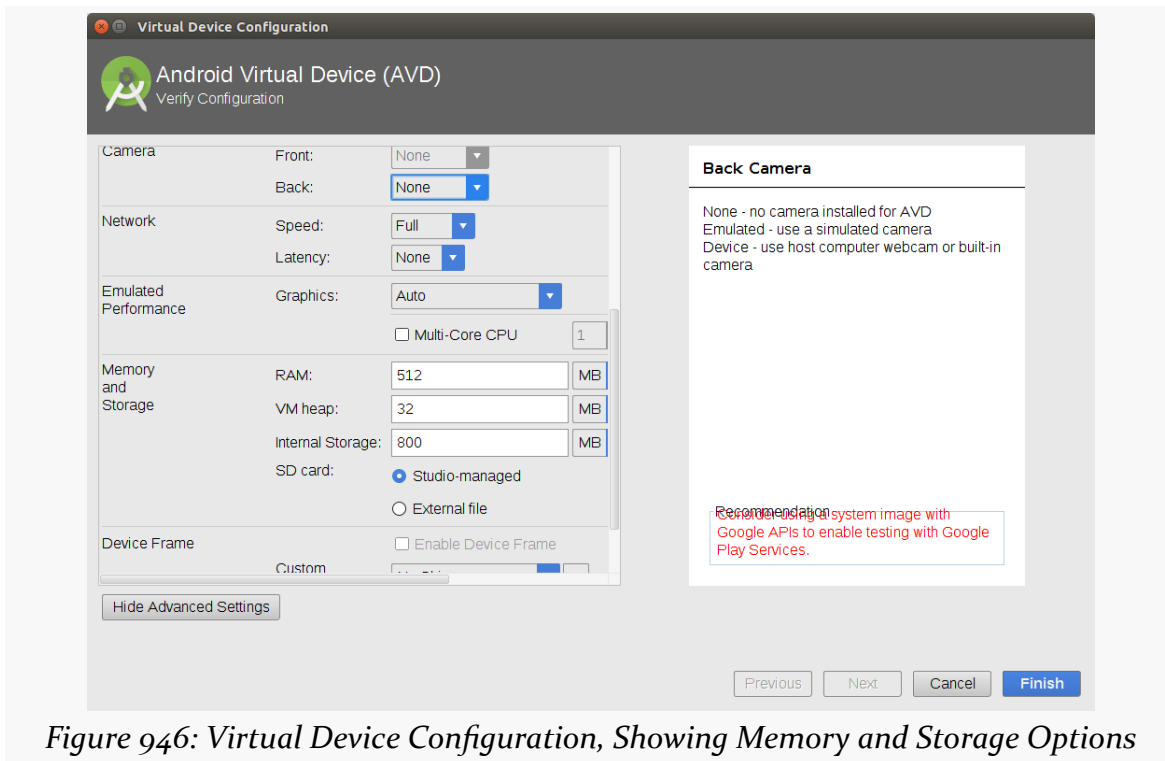 Virtual Device Configuration
Android Virtual Device (AVD)
Verify Configuration
Camera
Front: None
Back: None
Network
Speed: Full
Latency: None
Emulated
Performance
Graphics: Auto
Multi-Core CPU 1
Memory
and
Storage
RAM: 512 MB
VM heap: 32 MB
Internal Storage: 800 MB
SD card: Studio-managed
External file
Device Frame
Enable Device Frame
Custom
Hide Advanced Settings
Back Camera
None - no camera installed for AVD
Emulated - use a simulated camera
Device - use host computer webcam or built-in
camera
Recommendation
Consider using a system image with
Google APIs to enable testing with Google
Play Services.
Previous Next Cancel Finish
Figure 946: Virtual Device Configuration, Showing Memory and Storage Options